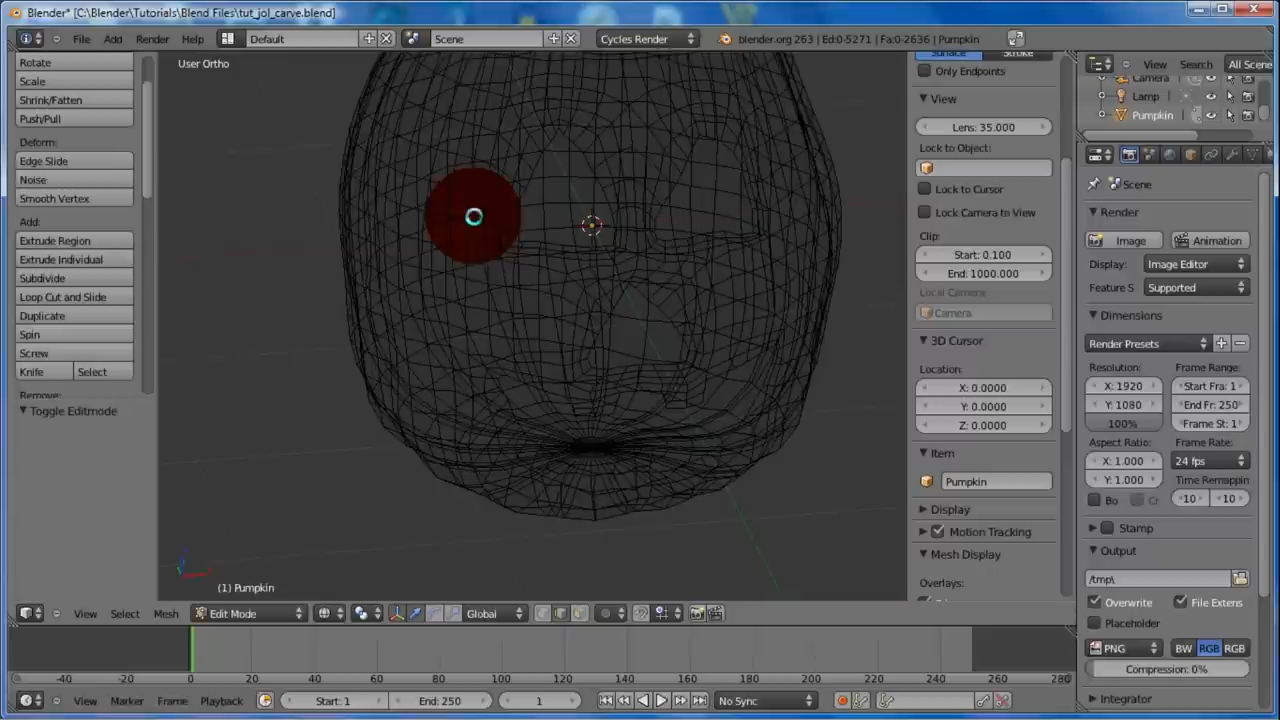 Blender* [C:\Blender\Tutorials\Blend Files\tut_jol_carve.blend]
File Add Render Help Default Scene Cycles Render blender.org 263 | Ed:0-5271 | Fa:0-2636 | Pumpkin
Rotate
Scale
Shrink/Fatten
Push/Pull
Deform:
Edge Slide
Noise
Smooth Vertex
Add:
Extrude Region
Extrude Individual
Subdivide
Loop Cut and Slide
Duplicate
Spin
Screw
Knife Select
Remove:
Toggle Editmode
User Ortho
(1) Pumpkin
Surface Stroke
Only Endpoints
View
Lens: 35.000
Lock to Object:
Lock to Cursor
Lock Camera to View
Clip:
Start: 0.100
End: 1000.000
Local Camera:
Camera
3D Cursor
Location:
X: 0.0000
Y: 0.0000
Z: 0.0000
Item
Pumpkin
Display
Motion Tracking
Mesh Display
Overlays:
View Search All Scene
Camera
Lamp
Pumpkin
Scene
Render
Image Animation
Display: Image Editor
Feature S Supported
Dimensions
Render Presets
Resolution: Frame Range:
X: 1920 Start Fra: 1
Y: 1080 End Fr: 250
100% Frame St: 1
Aspect Ratio: Frame Rate:
X: 1.000 24 fps
Y: 1.000 Time Remappin
Bo Cr 10 10
Stamp
Output
/tmp\
Overwrite File Extens
Placeholder
PNG BW RGB RGB
Compression: 0%
Integrator
View Select Mesh Edit Mode Global
-40 -20 0 20 40 60 80 100 120 140 160 180 200 220 240 260 280
View Marker Frame Playback Start: 1 End: 250 1 No Sync